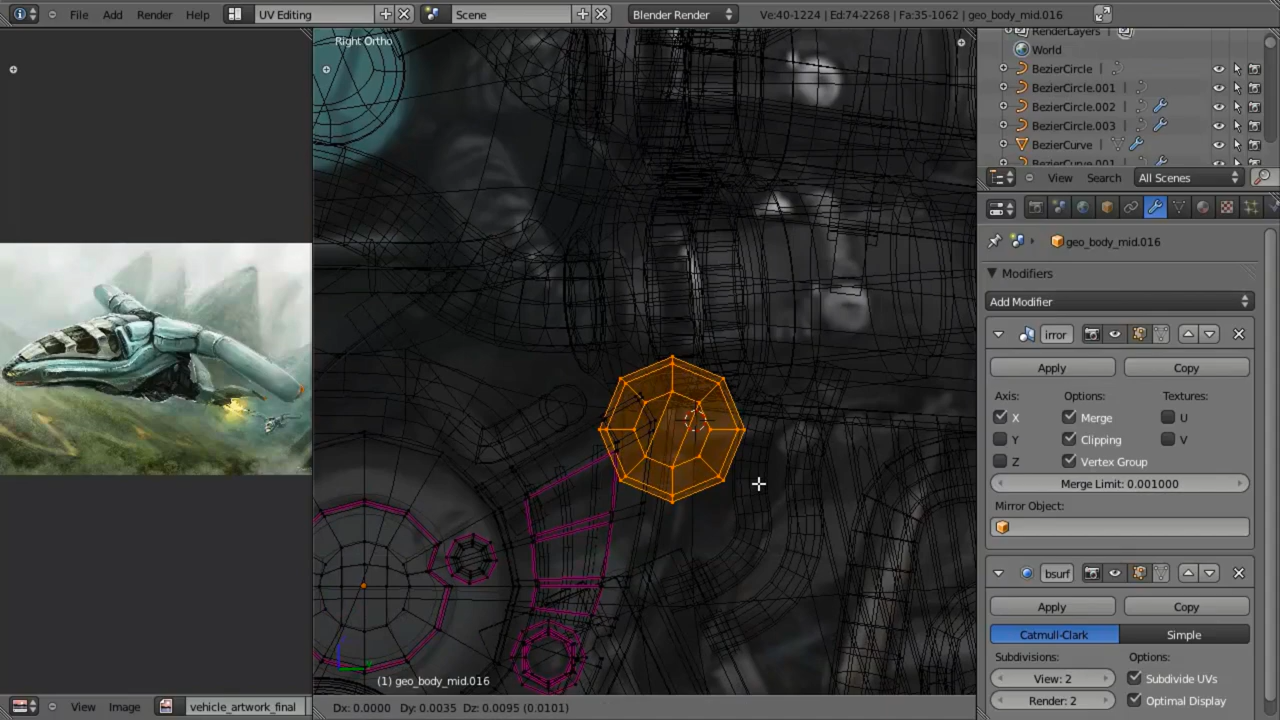 File Add Render Help UV Editing Scene Blender Render Ve:40-1224 | Ed:74-2268 | Fa:35-1062 | geo_body_mid.016
Right Ortho
RenderLayers |
World
BezierCircle |
BezierCircle.001 |
BezierCircle.002 |
BezierCircle.003 |
BezierCurve |
BezierCurve.001
View Search All Scenes
geo_body_mid.016
Modifiers
Add Modifier
irror
Apply Copy
Axis: Options: Textures:
X Merge U
Y Clipping V
Z Vertex Group
Merge Limit: 0.001000
Mirror Object:
bsurf
Apply Copy
Catmull-Clark Simple
Subdivisions: Options:
View: 2 Subdivide UVs
Render: 2 Optimal Display
(1) geo_body_mid.016
View Image vehicle_artwork_final Dx: 0.0000 Dy: 0.0035 Dz: 0.0095 (0.0101)